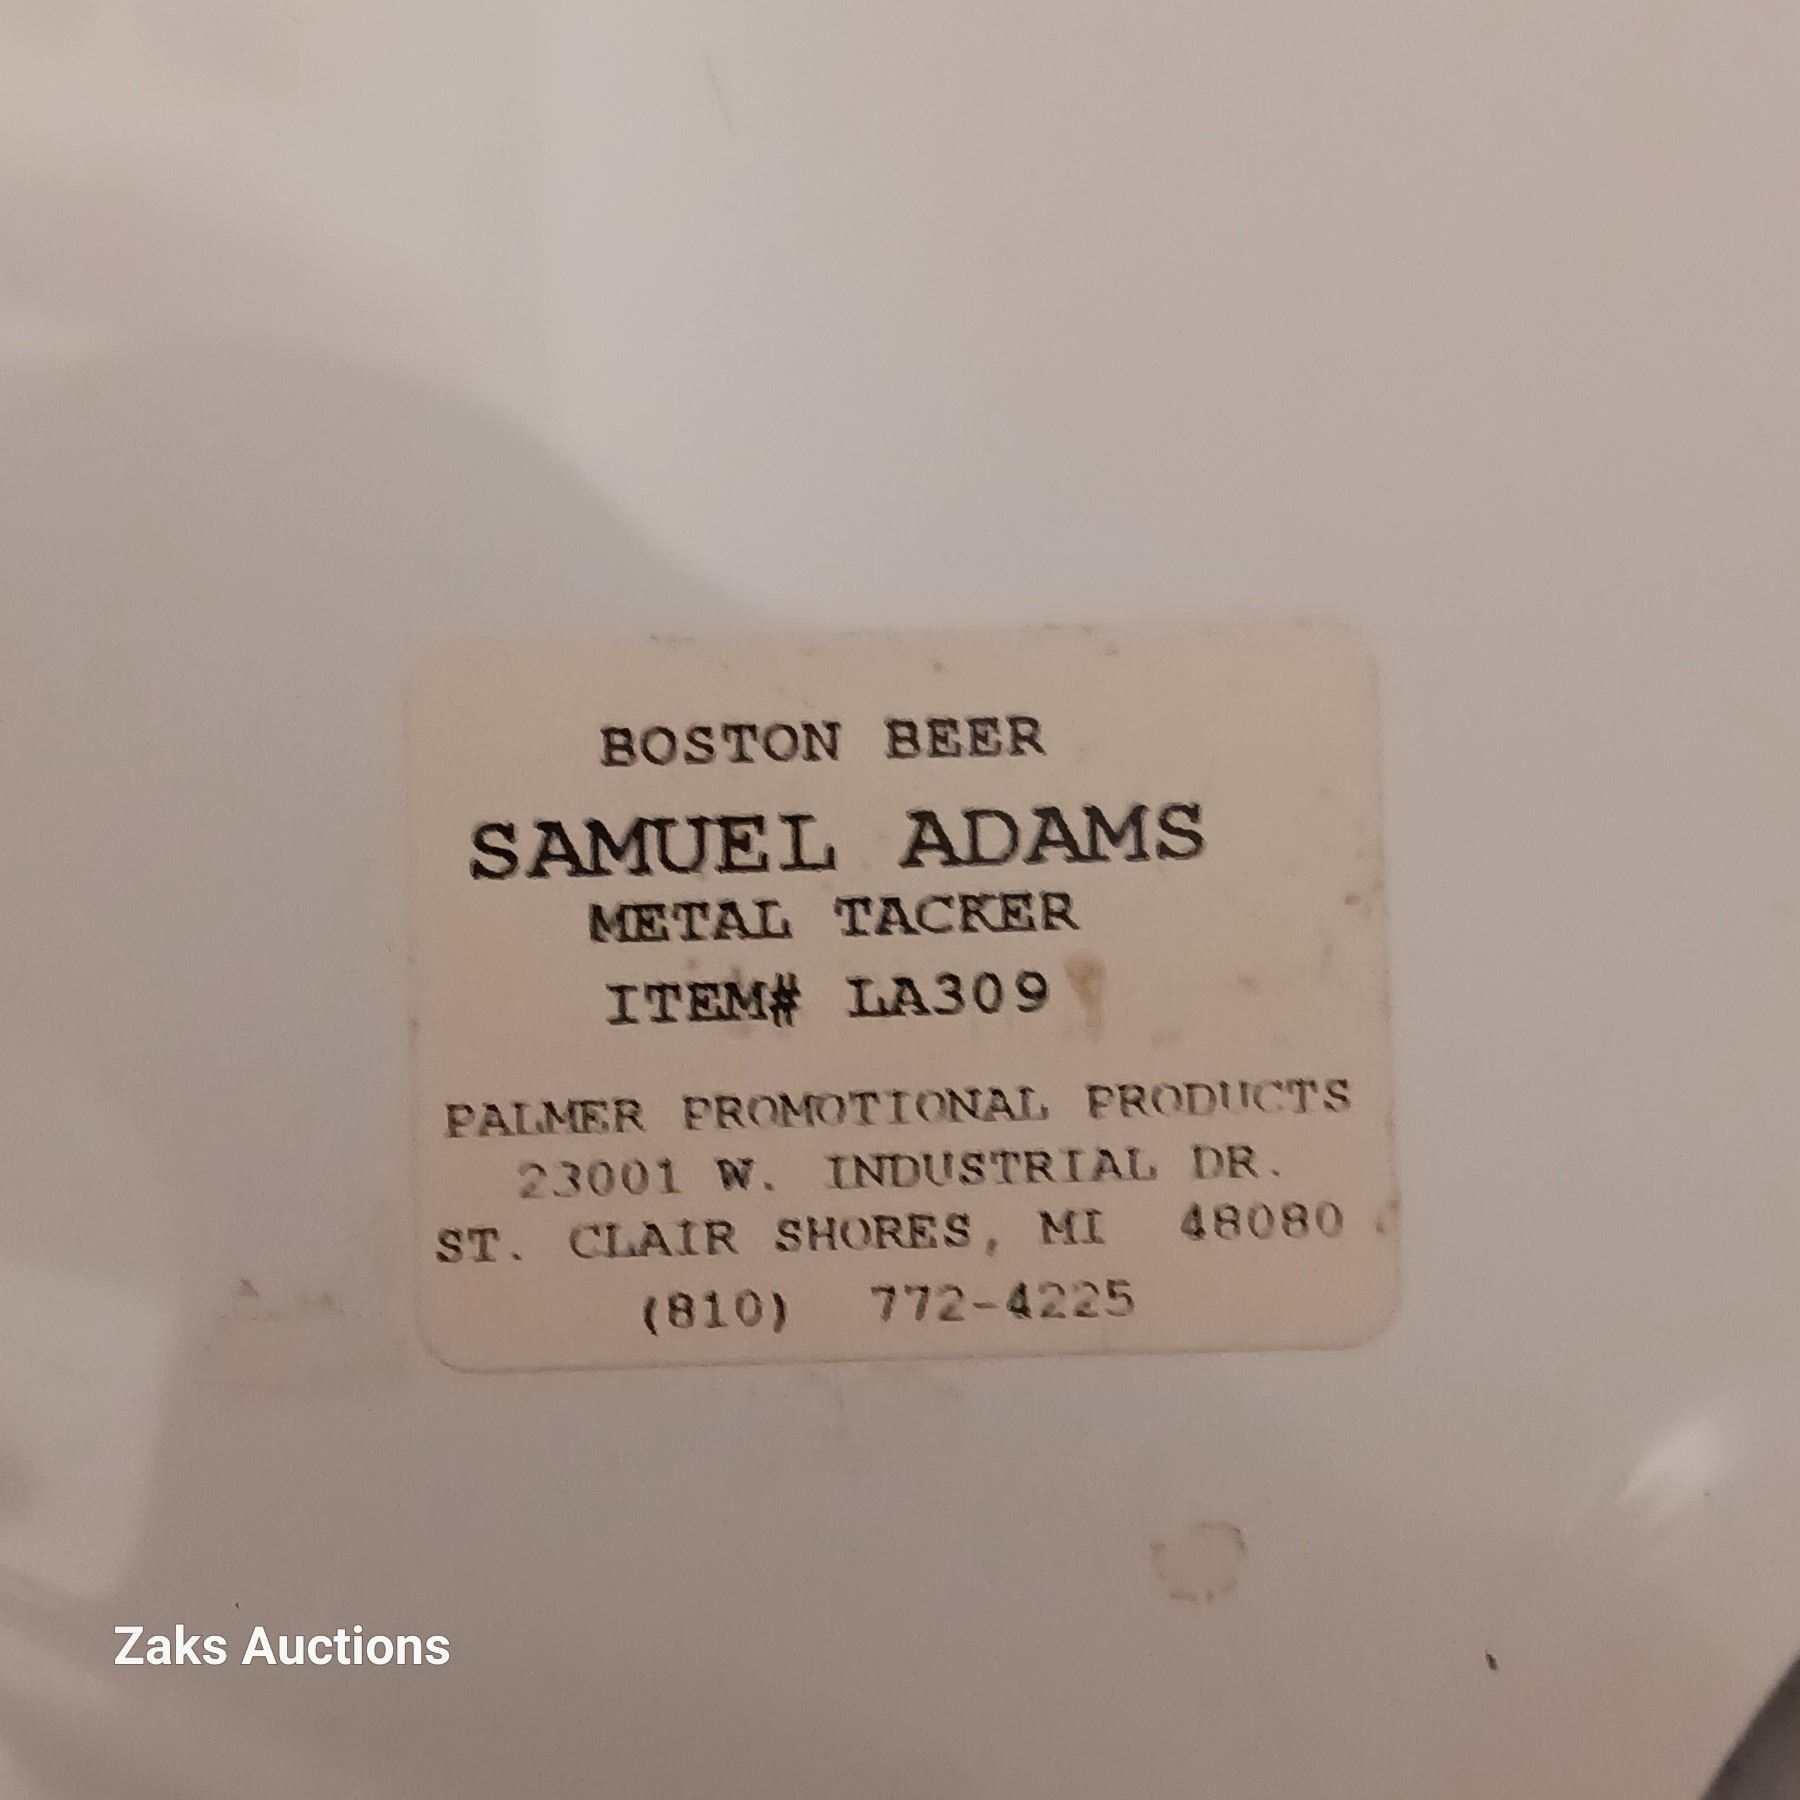 BOSTON BEER
SAMUEL ADAMS
METAL TACKER
ITEM# LA309
PALMER PROMOTIONAL PRODUCTS
23001 W. INDUSTRIAL DR.
ST. CLAIR SHORES, MI 48080
(810) 772-4225
Zaks Auctions